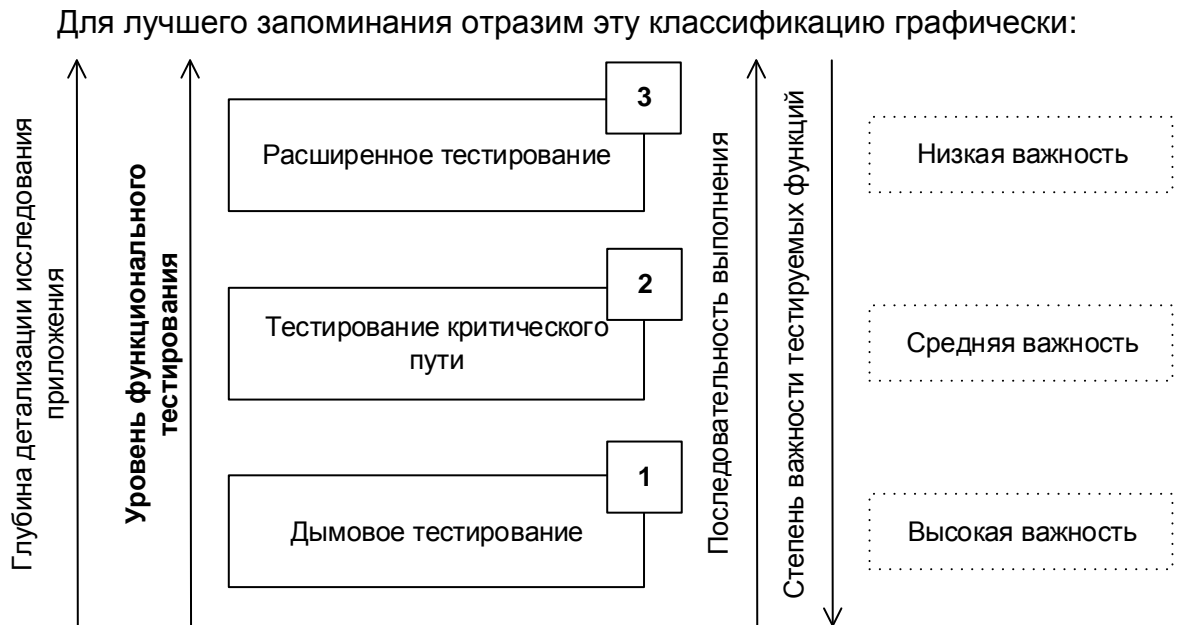 Для лучшего запоминания отразим эту классификацию графически:
Глубина детализации исследования
приложения
Уровень функционального
тестирования
3
Расширенное тестирование
2
Тестирование критического
пути
1
Дымовое тестирование
Последовательность выполнения
Степень важности тестируемых функций
Низкая важность
Средняя важность
Высокая важность